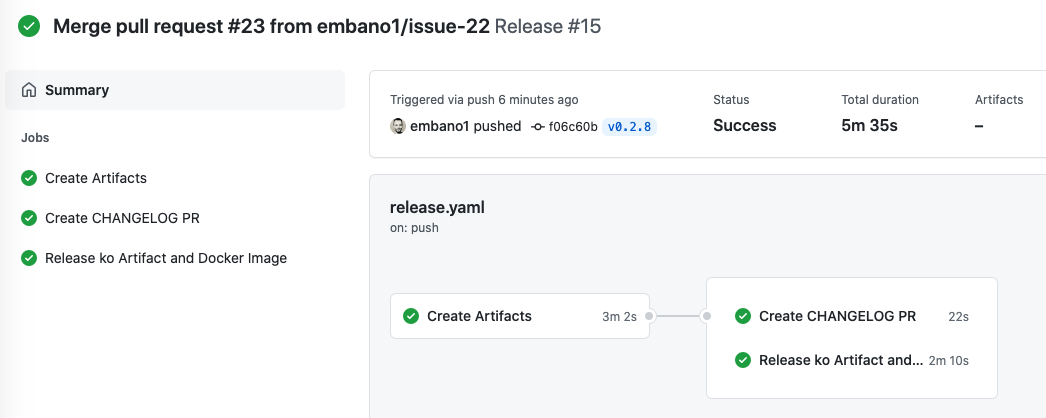 Merge pull request #23 from embano1/issue-22 Release #15
Summary
Jobs
Create Artifacts
Create CHANGELOG PR
Release ko Artifact and Docker Image
Triggered via push 6 minutes ago
embano1 pushed f06c60b v0.2.8
Status
Success
Total duration
5m 35s
Artifacts
–
release.yaml
on: push
Create Artifacts 3m 2s
Create CHANGELOG PR 22s
Release ko Artifact and... 2m 10s